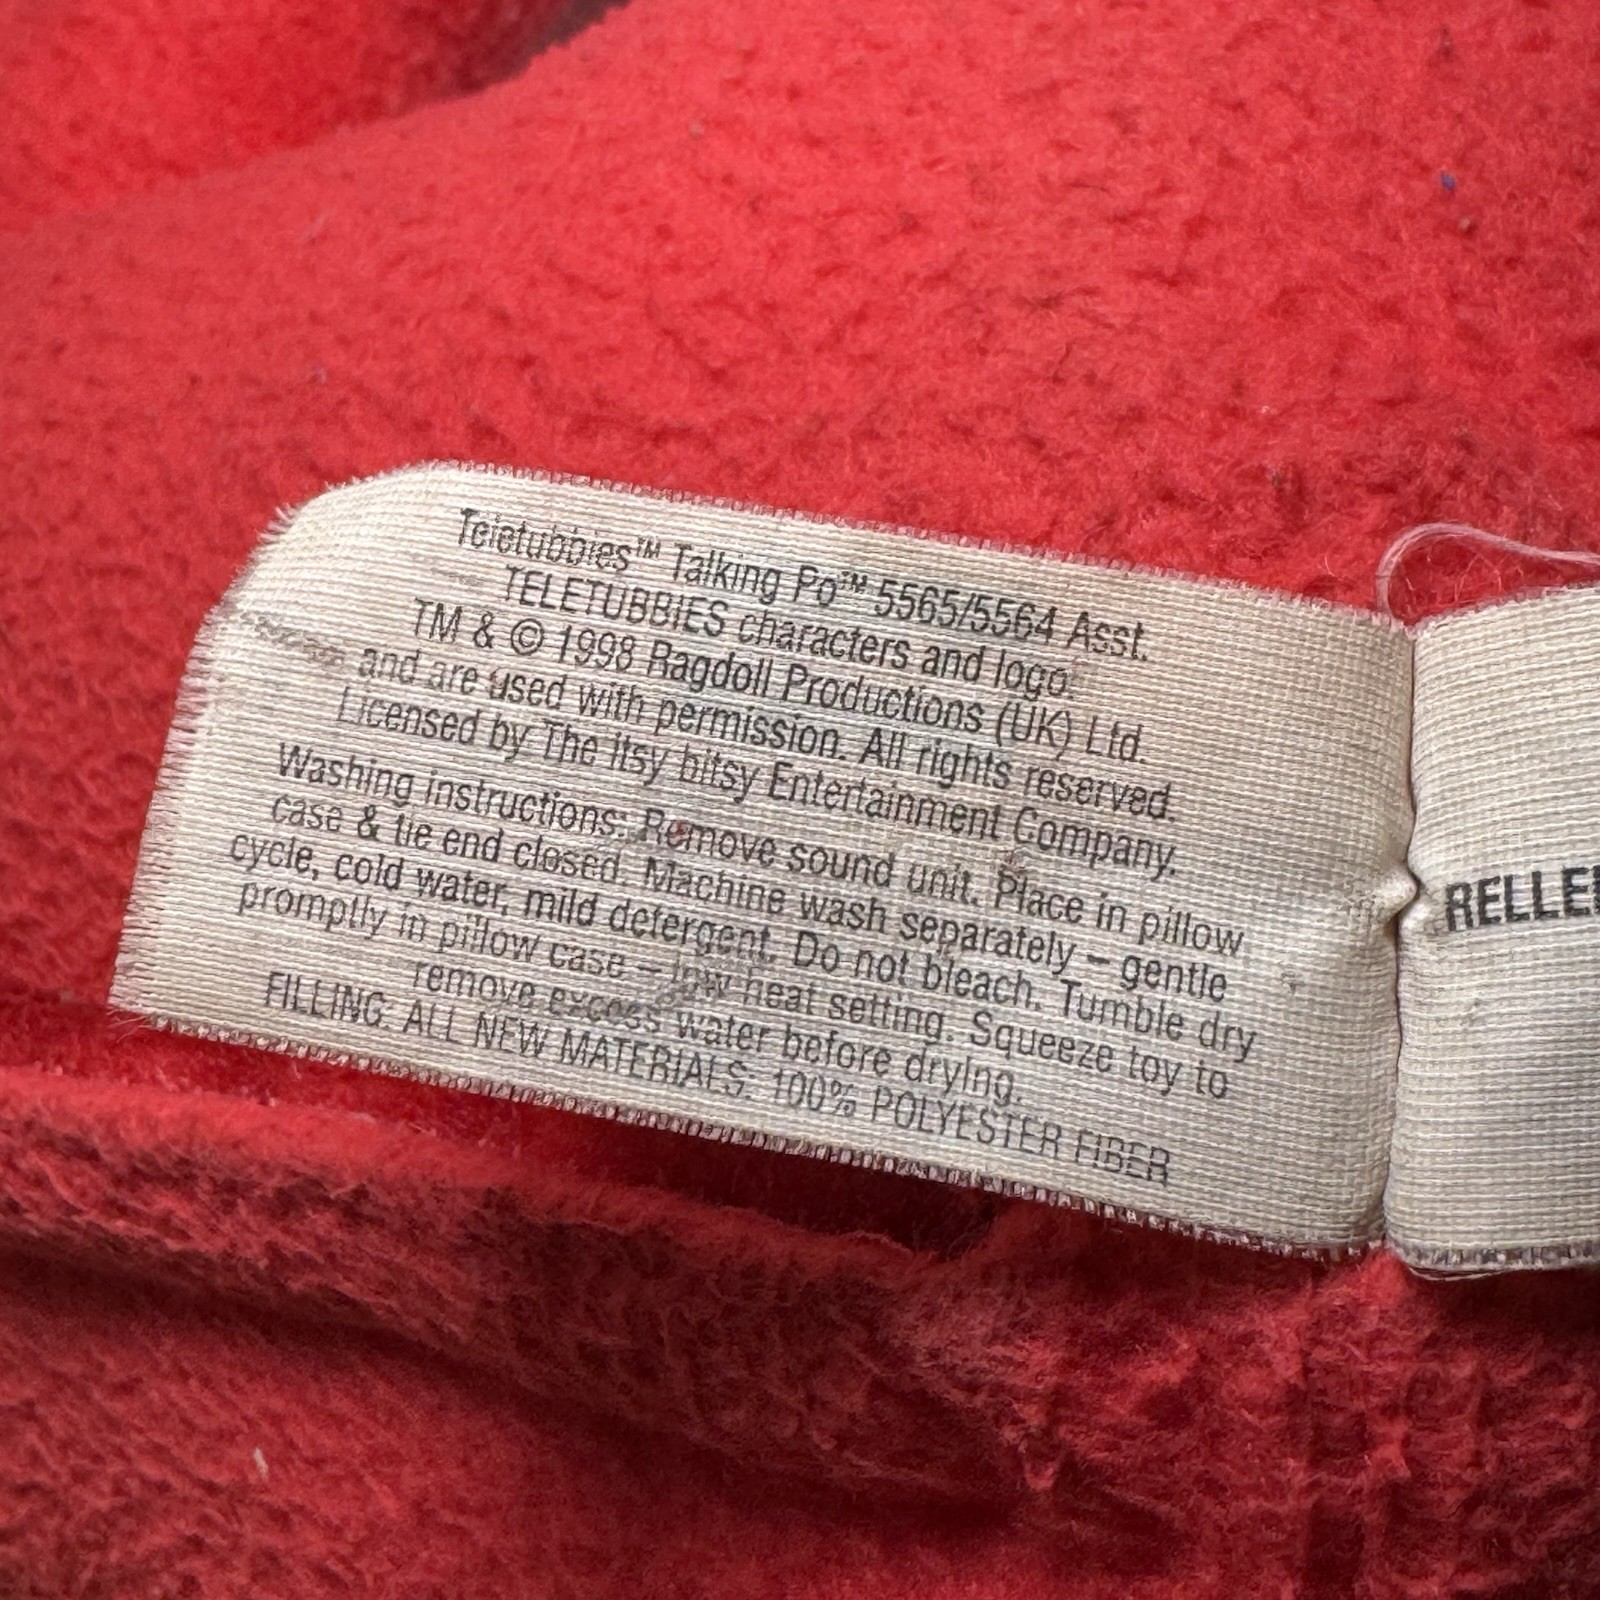 Teletubbies™ Talking Po™ 5565/5564 Asst.
TELETUBBIES characters and logo
TM & © 1998 Ragdoll Productions (UK) Ltd.
and are used with permission. All rights reserved.
Licensed by The itsy bitsy Entertainment Company.
Washing instructions: Remove sound unit. Place in pillow
case & tie end closed. Machine wash separately – gentle
cycle, cold water, mild detergent. Do not bleach. Tumble dry
promptly in pillow case – low heat setting. Squeeze toy to
remove excess water before drying.
FILLING: ALL NEW MATERIALS: 100% POLYESTER FIBER